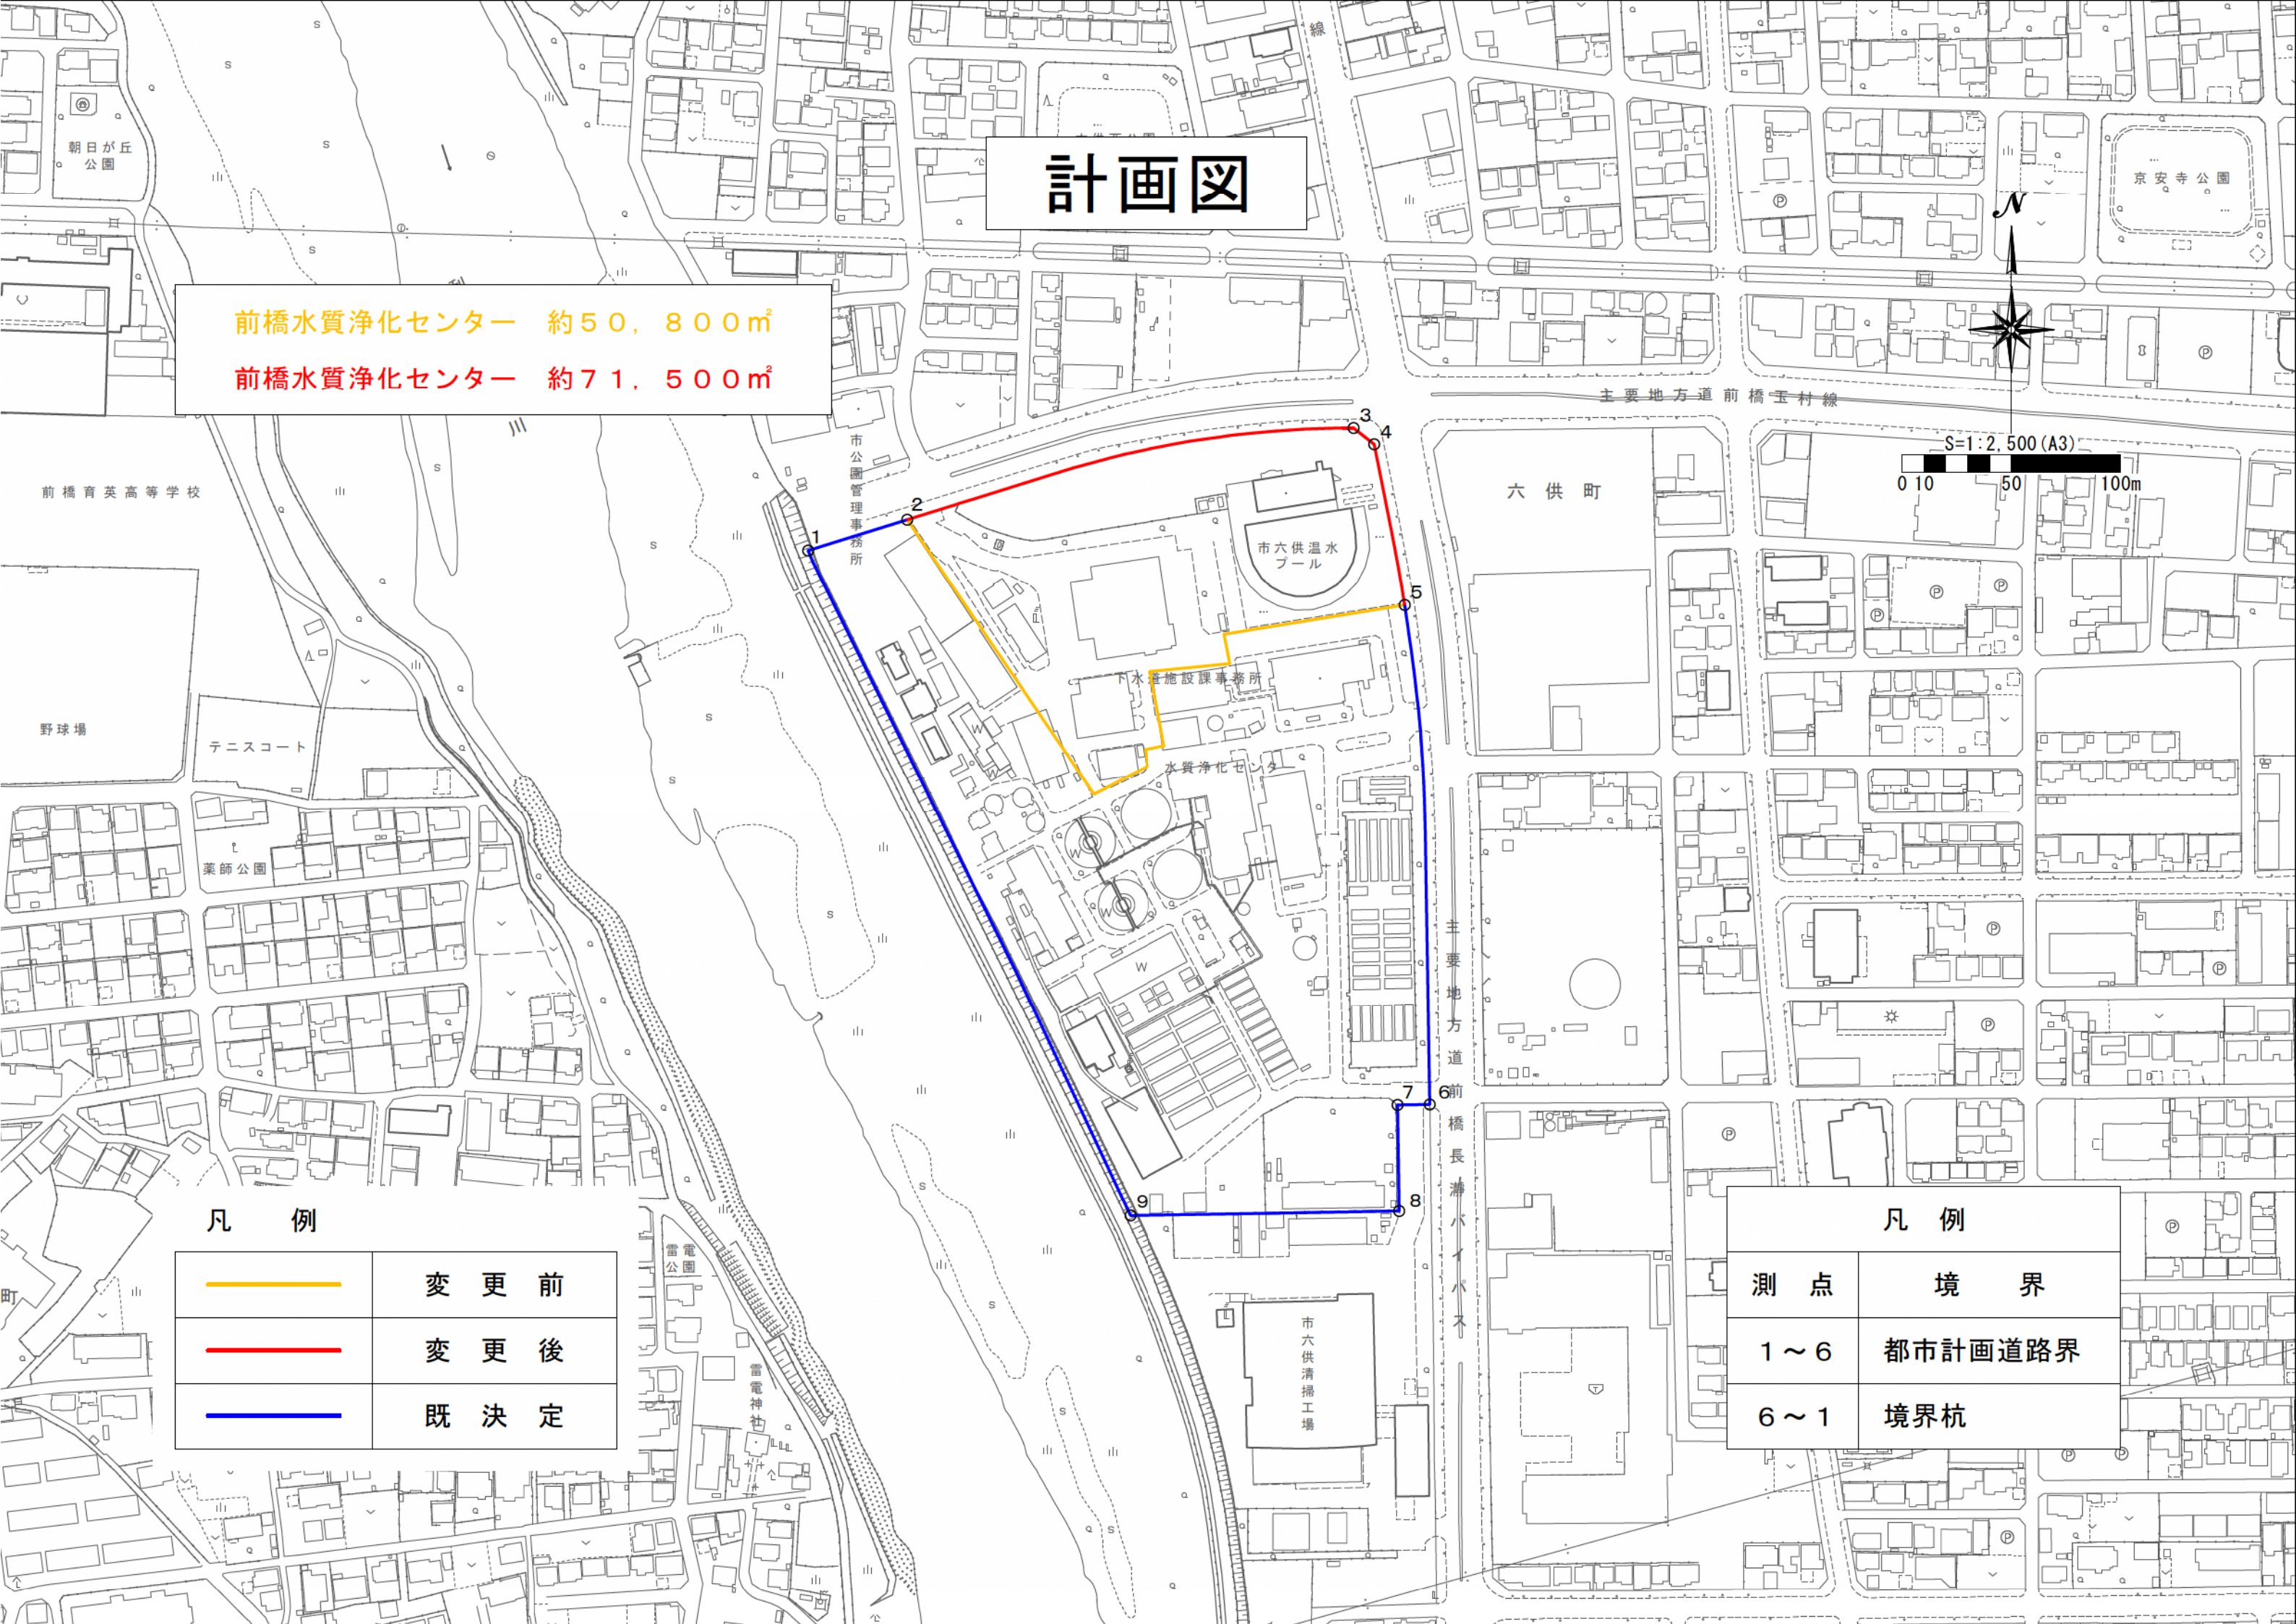 計画図
前橋水質浄化センター　約50,800㎡
前橋水質浄化センター　約71,500㎡
線
朝日が丘
公園
京安寺公園
N
主要地方道前橋玉村線
S=1:2,500(A3)
0 10 50 100m
川
市公園管理事務所
前橋育英高等学校
六供町
市六供温水
プール
1
2
3
4
5
下水道施設課事務所
水質浄化センター
野球場
テニスコート
薬師公園
主要地方道前橋長瀞バイパス
6
7
8
9
雷電
公園
雷電神社
市六供清掃工場
町
凡　例
変更前
変更後
既決定
凡　例
測　点　境　界
1～6　都市計画道路界
6～1　境界杭